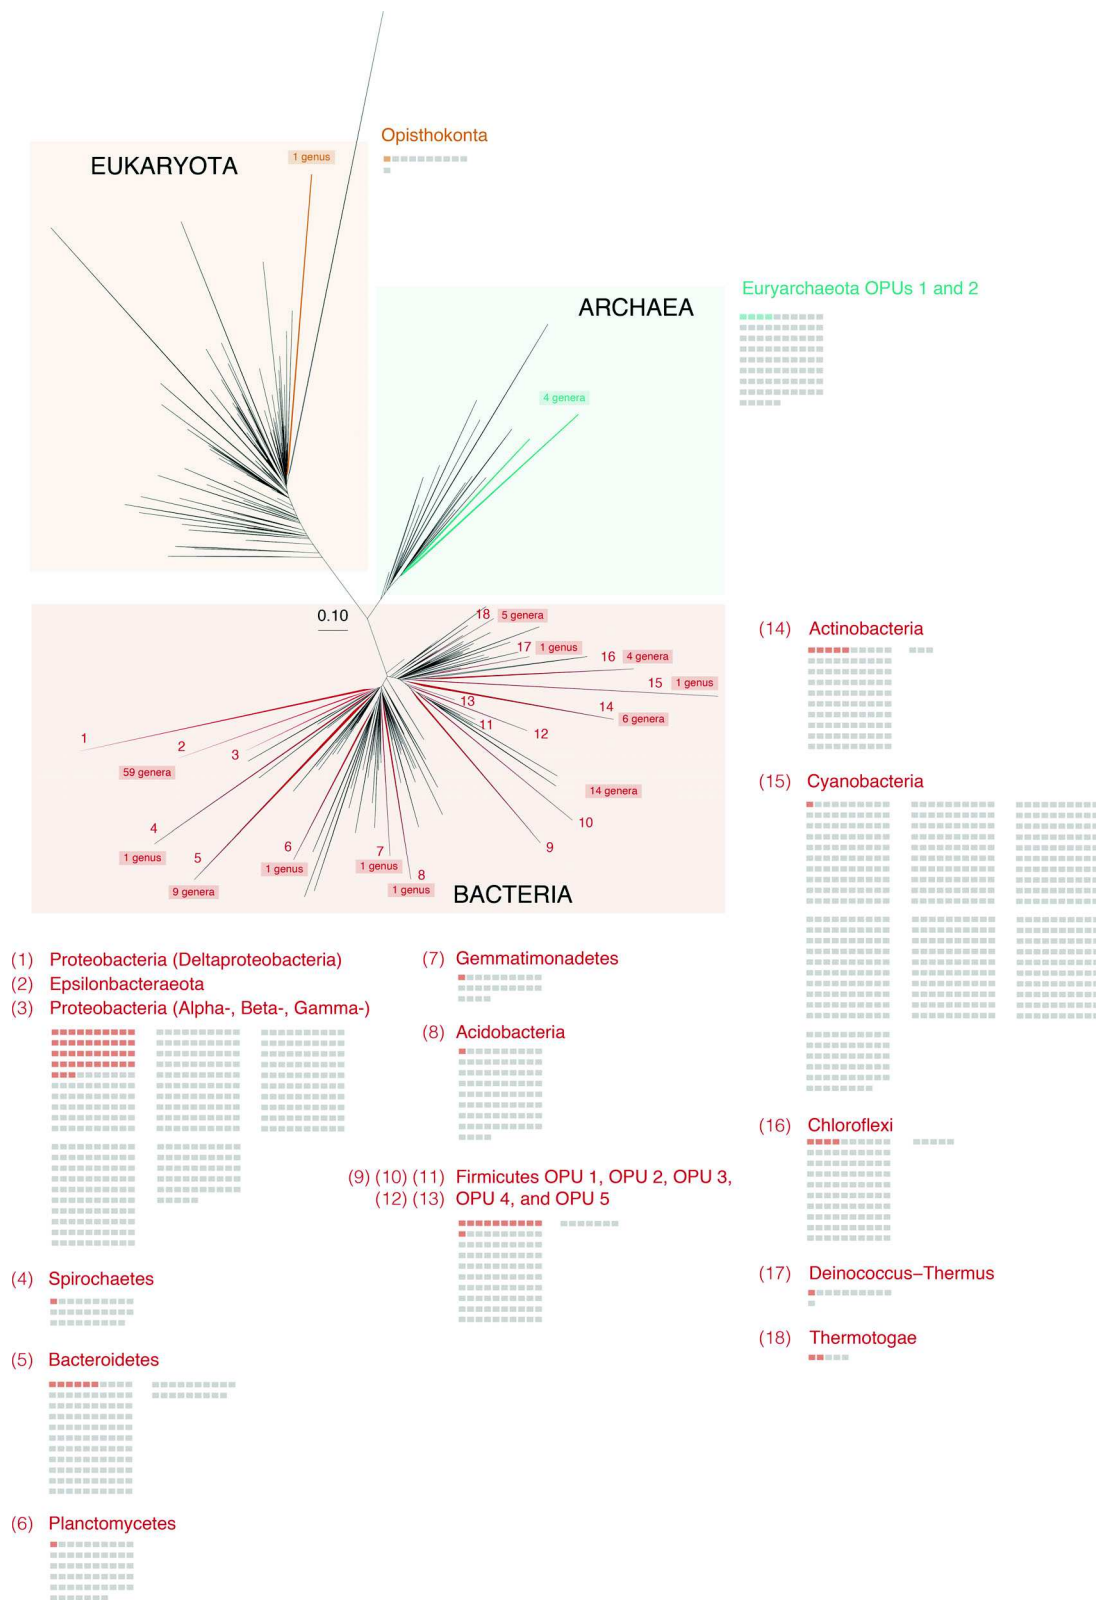 Opisthokonta
EUKARYOTA
1 genus
Euryarchaeota OPUs 1 and 2
ARCHAEA
4 genera
0.10
18 5 genera
17 1 genus
16 4 genera
15 1 genus
14
6 genera
13
11
12
1
2
3
59 genera
14 genera
10
9
4
1 genus
5
9 genera
6
1 genus
7
1 genus
8
1 genus
BACTERIA
(1) Proteobacteria (Deltaproteobacteria)
(2) Epsilonbacteraeota
(3) Proteobacteria (Alpha-, Beta-, Gamma-)
(4) Spirochaetes
(5) Bacteroidetes
(6) Planctomycetes
(7) Gemmatimonadetes
(8) Acidobacteria
(9) (10) (11) Firmicutes OPU 1, OPU 2, OPU 3,
(12) (13) OPU 4, and OPU 5
(14) Actinobacteria
(15) Cyanobacteria
(16) Chloroflexi
(17) Deinococcus–Thermus
(18) Thermotogae